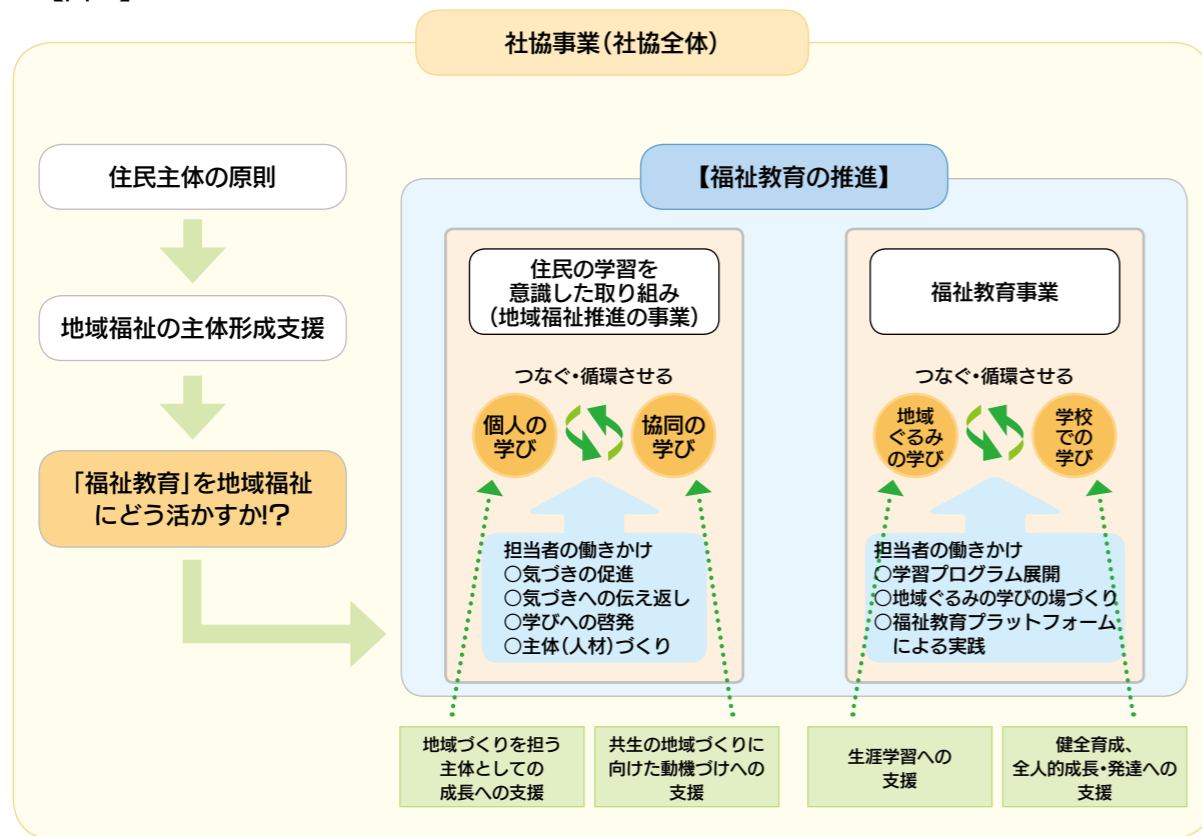 社協事業(社協全体)
住民主体の原則
地域福祉の主体形成支援
「福祉教育」を地域福祉
にどう活かすか!?
【福祉教育の推進】
住民の学習を
意識した取り組み
(地域福祉推進の事業)
つなぐ・循環させる
個人の
学び
協同の
学び
担当者の働きかけ
○気づきの促進
○気づきへの伝え返し
○学びへの啓発
○主体(人材)づくり
福祉教育事業
つなぐ・循環させる
地域
ぐるみ
の学び
学校
での
学び
担当者の働きかけ
○学習プログラム展開
○地域ぐるみの学びの場づくり
○福祉教育プラットフォーム
による実践
地域づくりを担う
主体としての
成長への支援
共生の地域づくりに
向けた動機づけへの
支援
生涯学習への
支援
健全育成、
全人的成長・発達への
支援